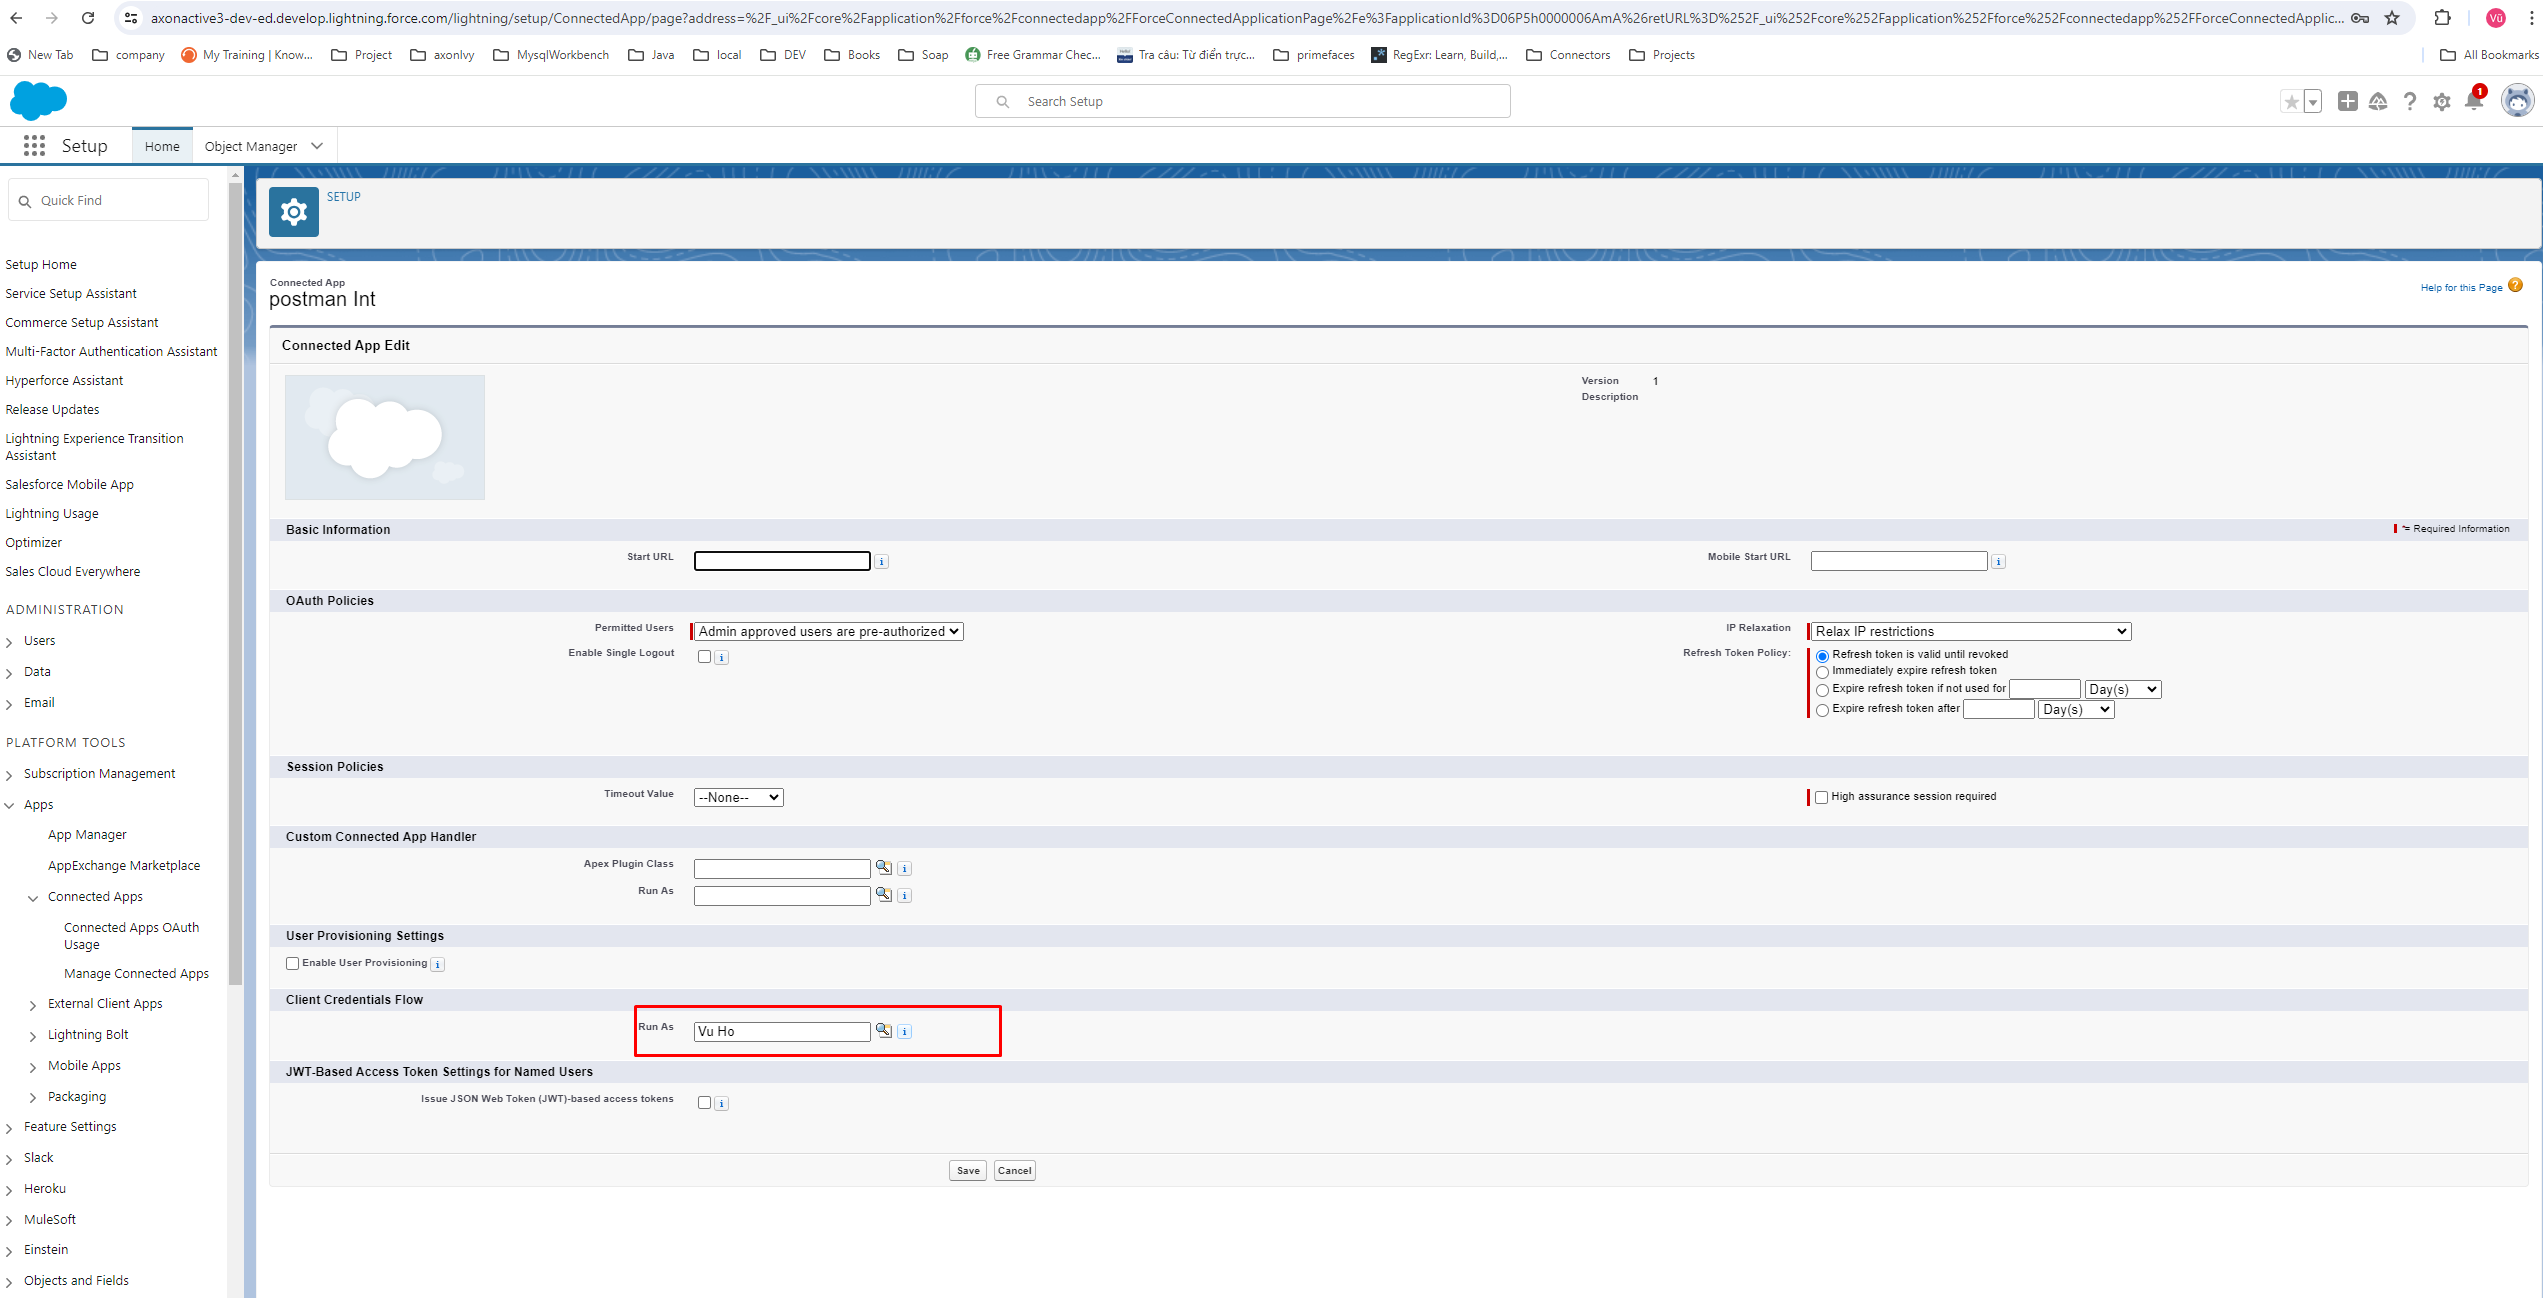 axonactive3-dev-ed.develop.lightning.force.com/lightning/setup/ConnectedApp/page?address=%2F_ui%2Fcore%2Fapplication%2Fforce%2Fconnectedapp%2FForceConnectedApplicationPage%2Fe%3FapplicationId%3D06P5h0000006AmA%26retURL%3D%252F_ui%252Fcore%252Fapplication%252Fforce%252Fconnectedapp%252FForceConnectedApplic...
Vũ
New Tab company My Training | Know... Project axonIvy MysqlWorkbench Java local DEV Books Soap Free Grammar Chec... Tra câu: Từ điển trực... primefaces RegExr: Learn, Build,... Connectors Projects All Bookmarks
Search Setup
1
Setup Home Object Manager
Quick Find
SETUP
Setup Home
Service Setup Assistant
Commerce Setup Assistant
Multi-Factor Authentication Assistant
Hyperforce Assistant
Release Updates
Lightning Experience Transition
Assistant
Salesforce Mobile App
Lightning Usage
Optimizer
Sales Cloud Everywhere
ADMINISTRATION
Users
Data
Email
PLATFORM TOOLS
Subscription Management
Apps
App Manager
AppExchange Marketplace
Connected Apps
Connected Apps OAuth
Usage
Manage Connected Apps
External Client Apps
Lightning Bolt
Mobile Apps
Packaging
Feature Settings
Slack
Heroku
MuleSoft
Einstein
Objects and Fields
Connected App
postman Int
Help for this Page ?
Connected App Edit
Version 1
Description
Basic Information
*= Required Information
Start URL i
Mobile Start URL i
OAuth Policies
Permitted Users Admin approved users are pre-authorized
IP Relaxation Relax IP restrictions
Enable Single Logout i
Refresh Token Policy: Refresh token is valid until revoked
Immediately expire refresh token
Expire refresh token if not used for Day(s)
Expire refresh token after Day(s)
Session Policies
Timeout Value --None--
High assurance session required
Custom Connected App Handler
Apex Plugin Class i
Run As i
User Provisioning Settings
Enable User Provisioning i
Client Credentials Flow
Run As Vu Ho i
JWT-Based Access Token Settings for Named Users
Issue JSON Web Token (JWT)-based access tokens i
Save Cancel